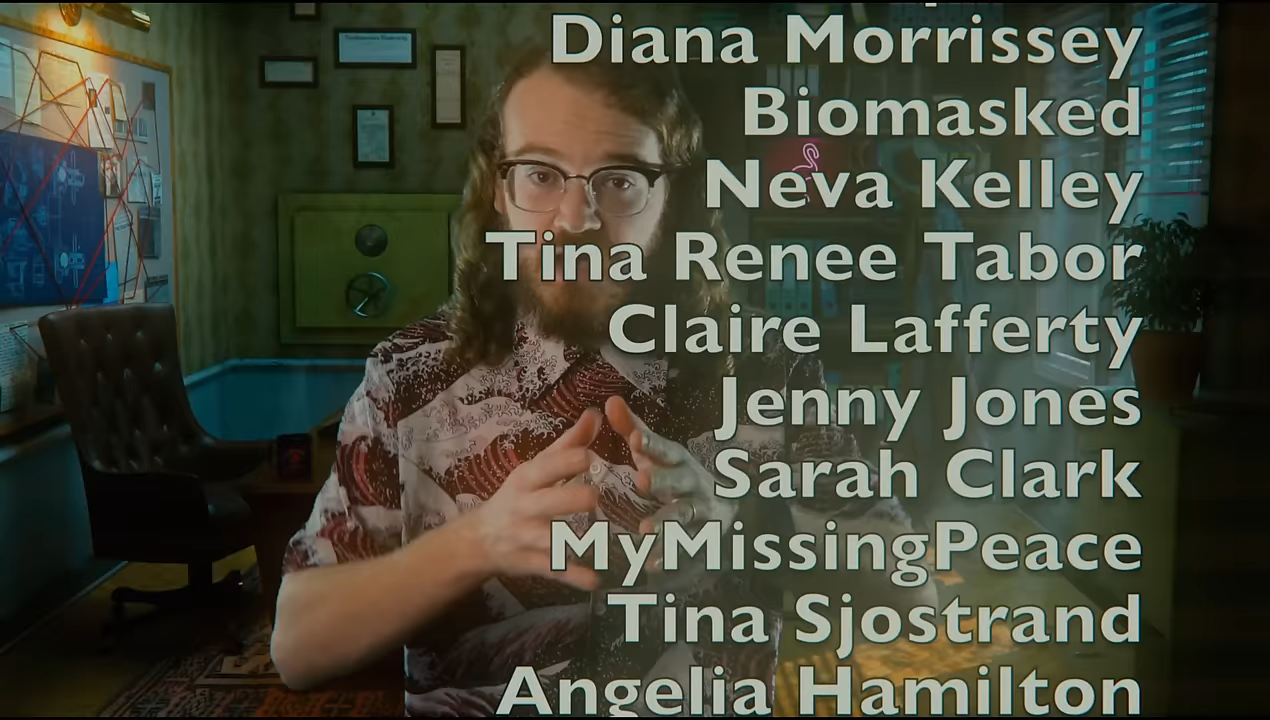 Diana Morrissey
Biomasked
Neva Kelley
Tina Renee Tabor
Claire Lafferty
Jenny Jones
Sarah Clark
MyMissingPeace
Tina Sjostrand
Angelia Hamilton